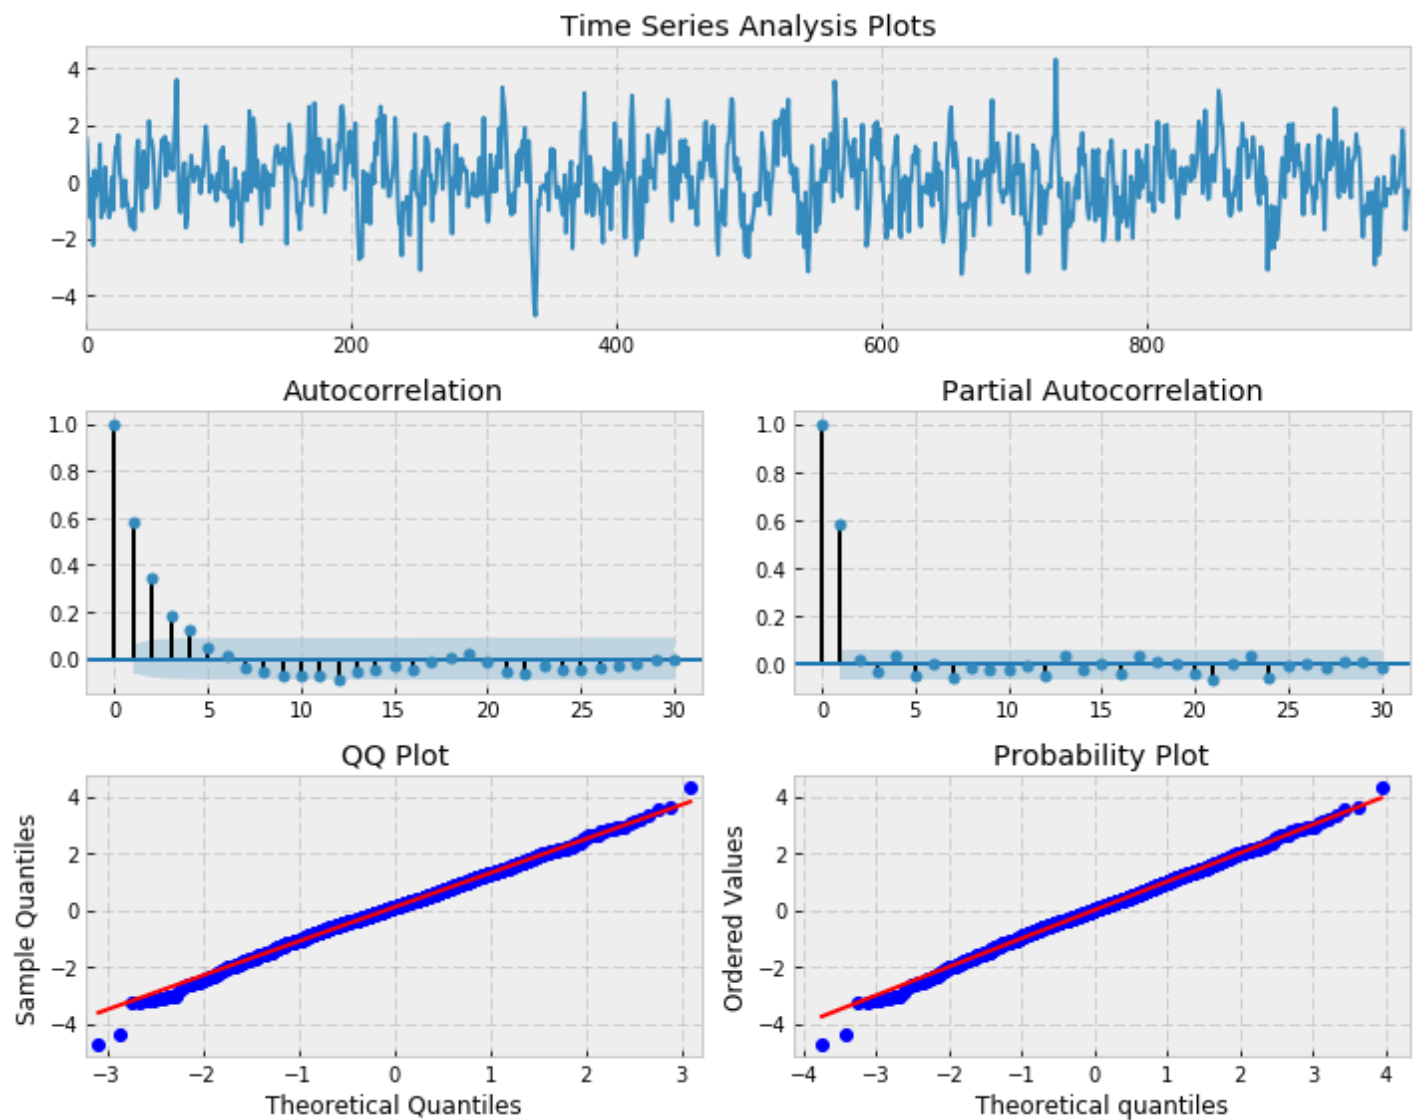 Time Series Analysis Plots
4
2
0
−2
−4
0 200 400 600 800
Autocorrelation
1.0
0.8
0.6
0.4
0.2
0.0
0 5 10 15 20 25 30
Partial Autocorrelation
1.0
0.8
0.6
0.4
0.2
0.0
0 5 10 15 20 25 30
QQ Plot
Sample Quantiles
4
2
0
−2
−4
−3 −2 −1 0 1 2 3
Theoretical Quantiles
Probability Plot
Ordered Values
4
2
0
−2
−4
−4 −3 −2 −1 0 1 2 3 4
Theoretical quantiles